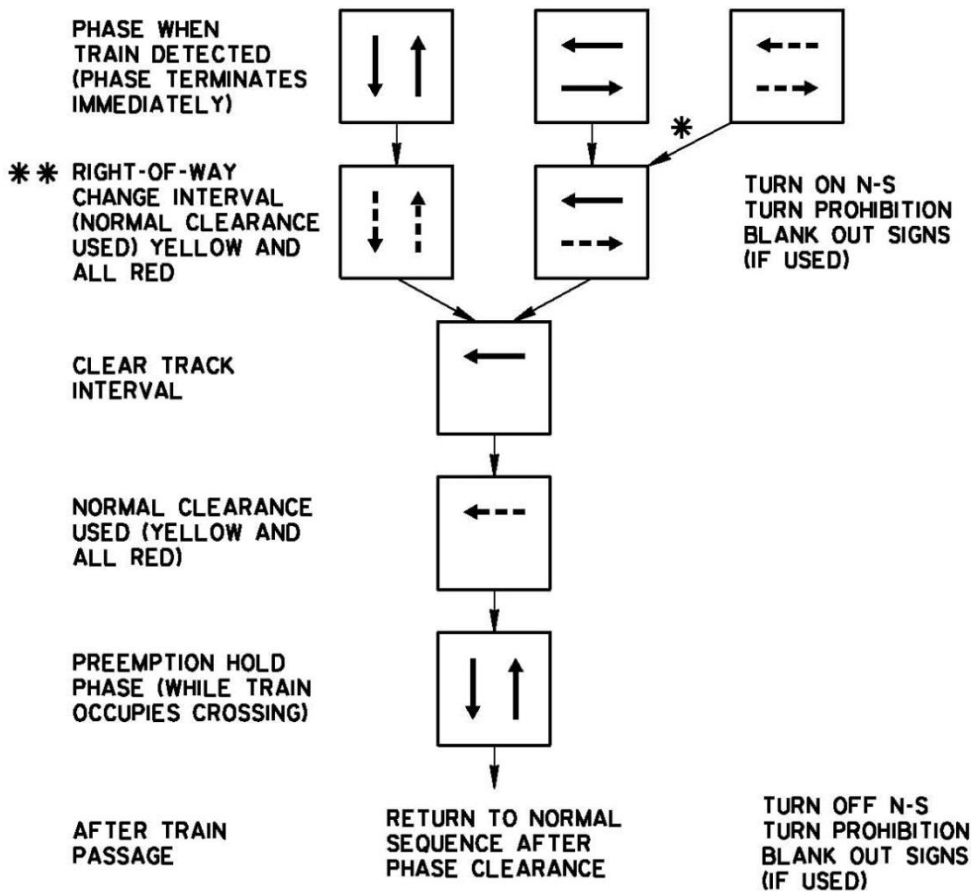 PHASE WHEN
TRAIN DETECTED
(PHASE TERMINATES
IMMEDIATELY)
*
** RIGHT-OF-WAY
CHANGE INTERVAL
(NORMAL CLEARANCE
USED) YELLOW AND
ALL RED
TURN ON N-S
TURN PROHIBITION
BLANK OUT SIGNS
(IF USED)
CLEAR TRACK
INTERVAL
NORMAL CLEARANCE
USED (YELLOW AND
ALL RED)
PREEMPTION HOLD
PHASE (WHILE TRAIN
OCCUPIES CROSSING)
AFTER TRAIN
PASSAGE
RETURN TO NORMAL
SEQUENCE AFTER
PHASE CLEARANCE
TURN OFF N-S
TURN PROHIBITION
BLANK OUT SIGNS
(IF USED)